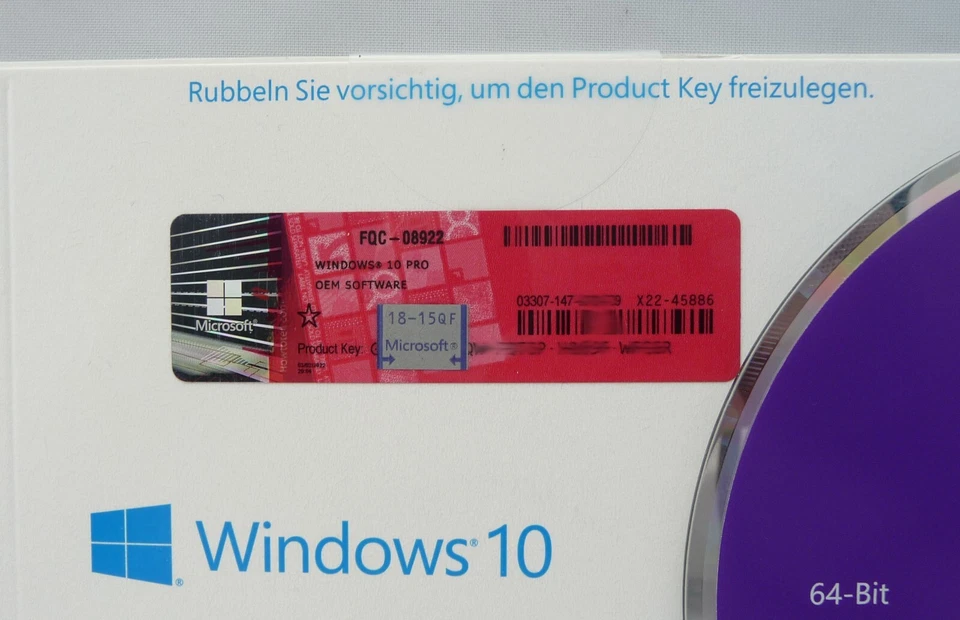 Rubbeln Sie vorsichtig, um den Product Key freizulegen.
FQC-08922
WINDOWS® 10 PRO
OEM SOFTWARE
03307-147- 9 X22-45886
18-15QF
Microsoft®
Microsoft®
Product Key:
Windows® 10
64-Bit